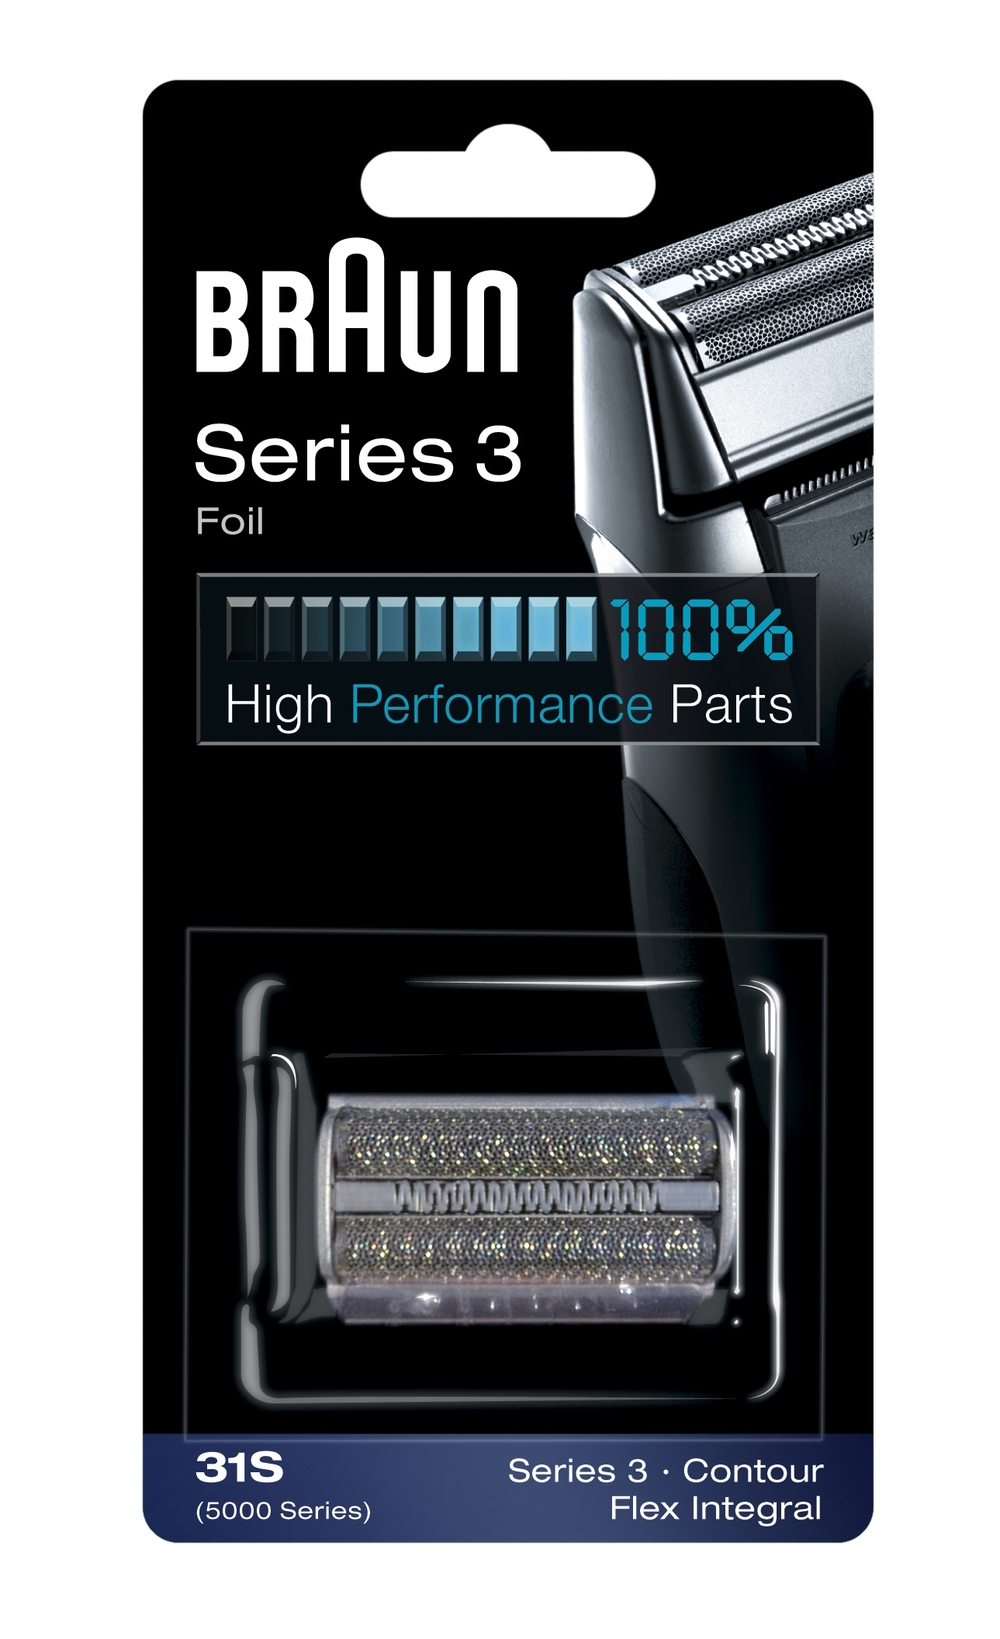 BRAUN
Series 3
Foil
100%
High Performance Parts
31S
(5000 Series)
Series 3 · Contour
Flex Integral